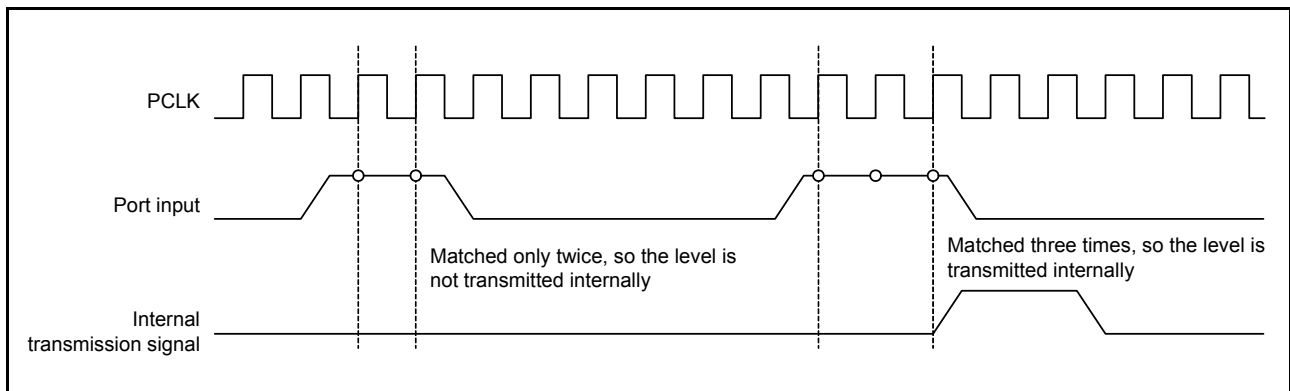 PCLK
Port input
Matched only twice, so the level is
not transmitted internally
Matched three times, so the level is
transmitted internally
Internal
transmission signal